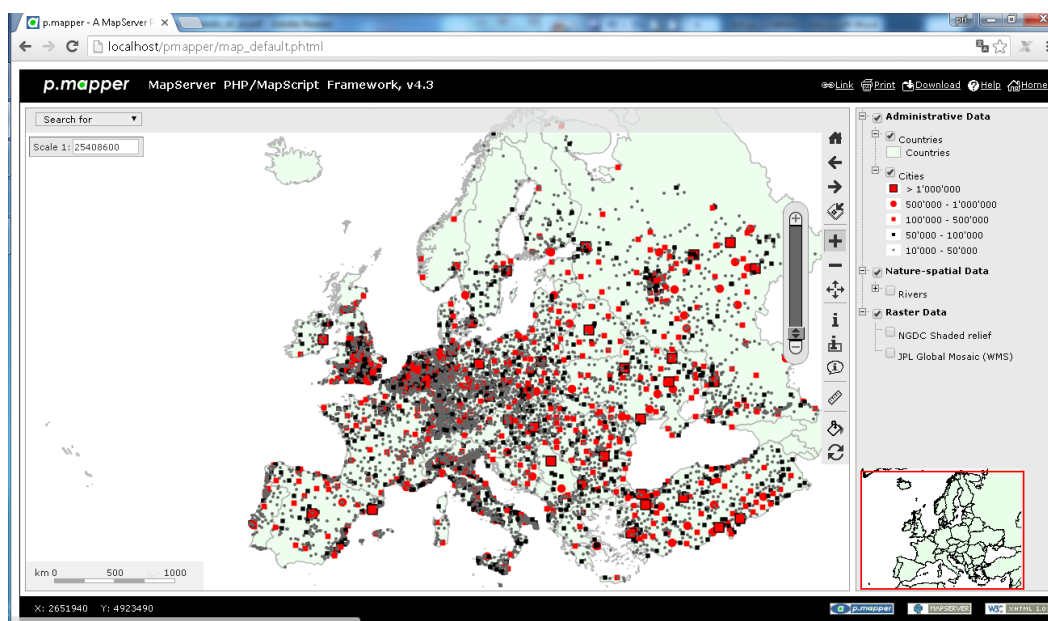 p.mapper - A MapServer P
pri
localhost/pmapper/map_default.phtml
p.mapper MapServer PHP/MapScript Framework, v4.3
Link Print Download Help Home
Search for
Scale 1: 25408600
Administrative Data
Countries
Countries
Cities
> 1'000'000
500'000 - 1'000'000
100'000 - 500'000
50'000 - 100'000
10'000 - 50'000
Nature-spatial Data
Rivers
Raster Data
NGDC Shaded relief
JPL Global Mosaic (WMS)
km 0 500 1000
X: 2651940 Y: 4923490
p.mapper MAPSERVER W3C XHTML 1.0